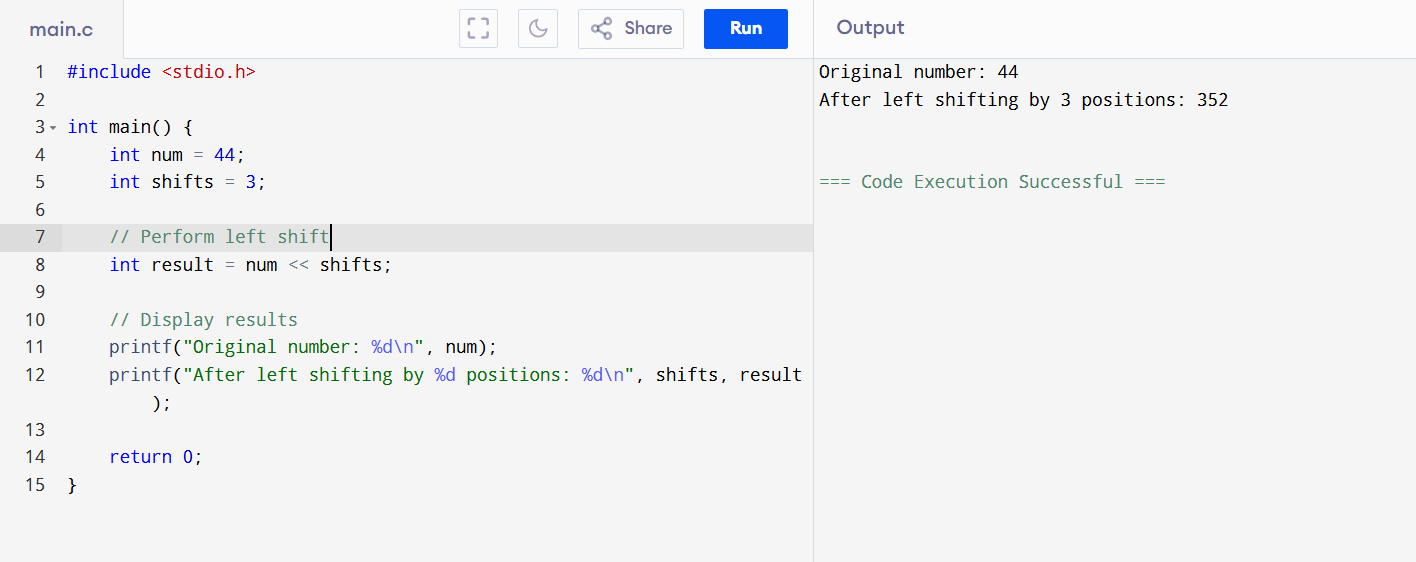 main.c
Share
Run
Output
1 #include <stdio.h>
2
3 int main() {
4     int num = 44;
5     int shifts = 3;
6
7     // Perform left shift
8     int result = num << shifts;
9
10     // Display results
11     printf("Original number: %d\n", num);
12     printf("After left shifting by %d positions: %d\n", shifts, result
        );
13
14     return 0;
15 }
Original number: 44
After left shifting by 3 positions: 352
=== Code Execution Successful ===